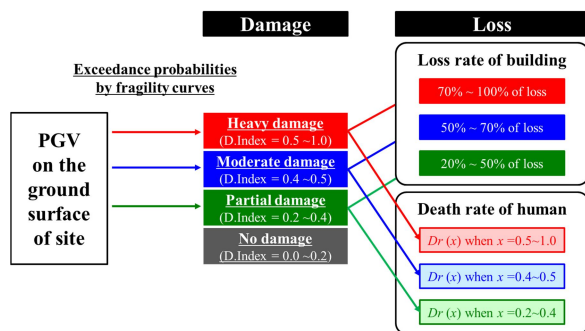 Damage
Loss
Exceedance probabilities
by fragility curves
PGV
on the
ground
surface
of site
Heavy damage
(D.Index = 0.5 ~1.0)
Moderate damage
(D.Index = 0.4 ~0.5)
Partial damage
(D.Index = 0.2 ~0.4)
No damage
(D.Index = 0.0 ~0.2)
Loss rate of building
70% ~ 100% of loss
50% ~ 70% of loss
20% ~ 50% of loss
Death rate of human
Dr (x) when x =0.5~1.0
Dr (x) when x =0.4~0.5
Dr (x) when x =0.2~0.4